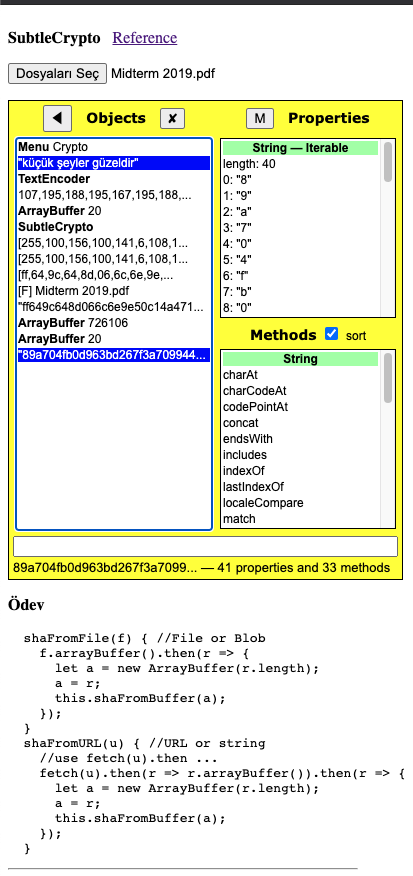 SubtleCrypto Reference
Dosyaları Seç Midterm 2019.pdf
◀ Objects ✘
Menu Crypto
"küçük şeyler güzeldir"
TextEncoder
107,195,188,195,167,195,188,...
ArrayBuffer 20
SubtleCrypto
[255,100,156,100,141,6,108,1...
[255,100,156,100,141,6,108,1...
[ff,64,9c,64,8d,06,6c,6e,9e,...
[F] Midterm 2019.pdf
"ff649c648d066c6e9e50c14a471...
ArrayBuffer 726106
ArrayBuffer 20
"89a704fb0d963bd267f3a709944...
M Properties
String — Iterable
length: 40
0: "8"
1: "9"
2: "a"
3: "7"
4: "0"
5: "4"
6: "f"
7: "b"
8: "0"
Methods sort
String
charAt
charCodeAt
codePointAt
concat
endsWith
includes
indexOf
lastIndexOf
localeCompare
match
89a704fb0d963bd267f3a7099... — 41 properties and 33 methods
Ödev
shaFromFile(f) { //File or Blob
f.arrayBuffer().then(r => {
let a = new ArrayBuffer(r.length);
a = r;
this.shaFromBuffer(a);
});
}
shaFromURL(u) { //URL or string
//use fetch(u).then ...
fetch(u).then(r => r.arrayBuffer()).then(r => {
let a = new ArrayBuffer(r.length);
a = r;
this.shaFromBuffer(a);
});
}